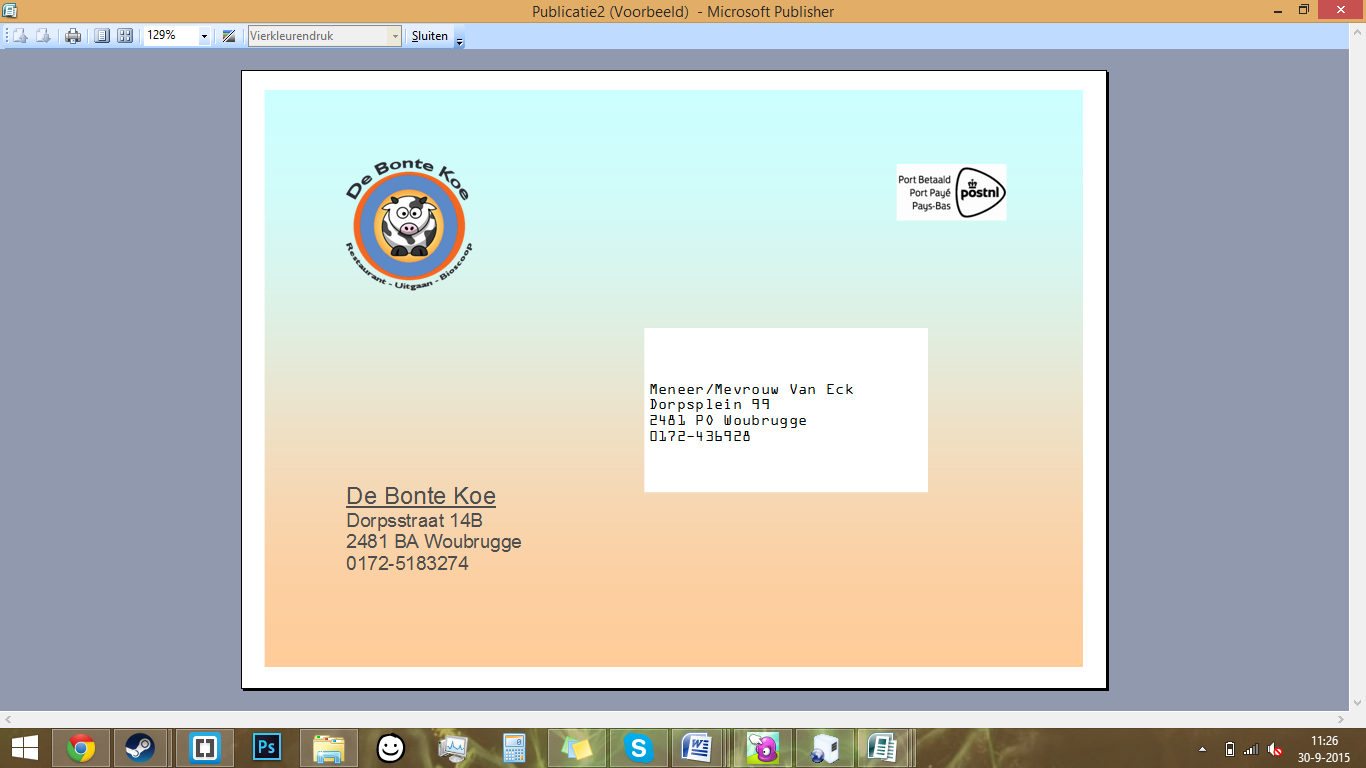 Publicatie2 (Voorbeeld) - Microsoft Publisher
129%
Vierkleurendruk
Sluiten
De Bonte Koe
Restaurant - Uitgaan - Bioscoop
Port Betaald
Port Payé
Pays-Bas
postnl
Meneer/Mevrouw Van Eck
Dorpsplein 99
2481 PO Woubrugge
0172-436928
De Bonte Koe
Dorpsstraat 14B
2481 BA Woubrugge
0172-5183274
Ps
S
W
11:26
30-9-2015